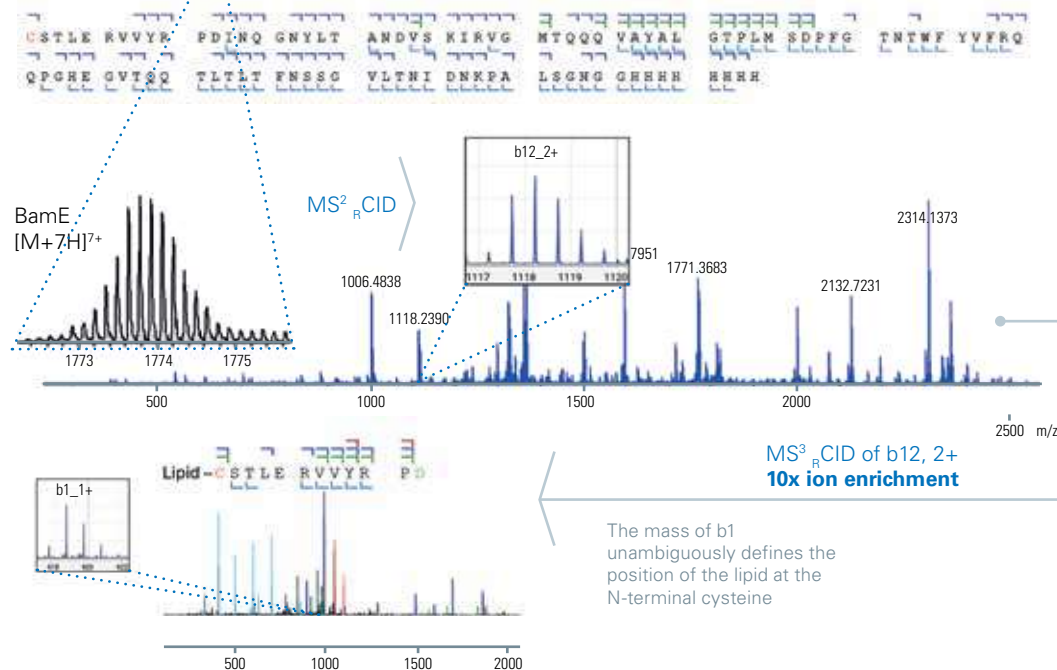 CSTLE RVVYR PDINQ GNYLT ANDVS KIRVG MTQQQ VAYAL GTPLM SDPFG TNTWF YVFRQ
QPGHE GVTQQ TLTLT FNSSG VLTNI DNKPA LSGNG GHHHH HHHH
b12_2+
1117 1118 1119 1120
MS² RCID
BamE
[M+7H]7+
1773 1774 1775
1006.4838
1118.2390
7951
1771.3683
2132.7231
2314.1373
500 1000 1500 2000
2500 m/z
MS³ RCID of b12, 2+
10x ion enrichment
Lipid – CSTLE RVVYR PD
b1_1+
The mass of b1
unambiguously defines the
position of the lipid at the
N-terminal cysteine
500 1000 1500 2000